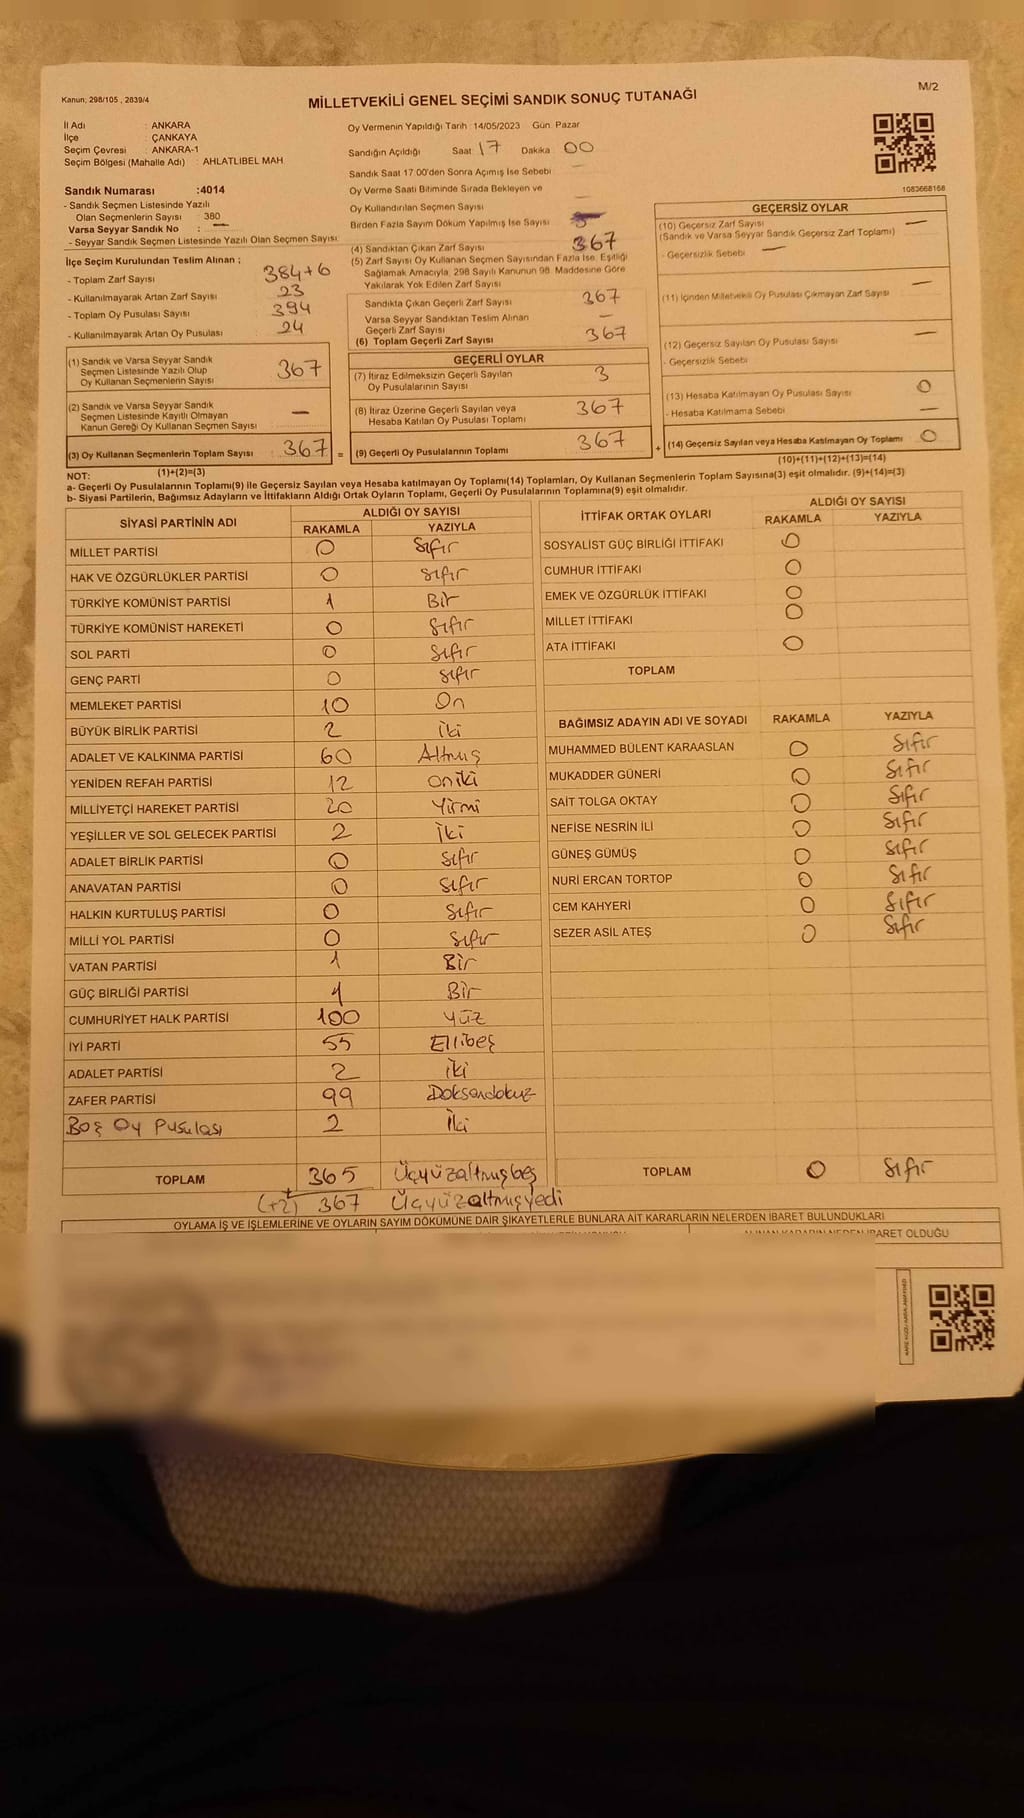 M/2
Kanun; 298/105 , 2839/4
MİLLETVEKİLİ GENEL SEÇİMİ SANDIK SONUÇ TUTANAĞI
İl Adı : ANKARA
İlçe : ÇANKAYA
Seçim Çevresi : ANKARA-1
Seçim Bölgesi (Mahalle Adı) : AHLATLIBEL MAH
Oy Vermenin Yapıldığı Tarih : 14/05/2023 Gün: Pazar
Sandığın Açıldığı Saat 17 Dakika 00
Sandık Saat 17:00'den Sonra Açımış İse Sebebi —
Oy Verme Saati Bitiminde Sırada Bekleyen ve
Oy Kullandırılan Seçmen Sayısı —
Birden Fazla Sayım Döküm Yapılmış İse Sayısı
1083668168
Sandık Numarası :4014
- Sandık Seçmen Listesinde Yazılı
Olan Seçmenlerin Sayısı : 380
Varsa Seyyar Sandık No : —
- Seyyar Sandık Seçmen Listesinde Yazılı Olan Seçmen Sayısı:
İlçe Seçim Kurulundan Teslim Alınan ;
- Toplam Zarf Sayısı 384+6
- Kullanılmayarak Artan Zarf Sayısı 23
- Toplam Oy Pusulası Sayısı 394
- Kullanılmayarak Artan Oy Pusulası 24
(4) Sandıktan Çıkan Zarf Sayısı 367
(5) Zarf Sayısı Oy Kullanan Seçmen Sayısından Fazla İse, Eşitliği
Sağlamak Amacıyla, 298 Sayılı Kanunun 98. Maddesine Göre
Yakılarak Yok Edilen Zarf Sayısı
Sandıkta Çıkan Geçerli Zarf Sayısı 367
Varsa Seyyar Sandıktan Teslim Alınan
Geçerli Zarf Sayısı —
(6) Toplam Geçerli Zarf Sayısı 367
GEÇERSİZ OYLAR
(10) Geçersiz Zarf Sayısı —
(Sandık ve Varsa Seyyar Sandık Geçersiz Zarf Toplamı)
- Geçersizlik Sebebi —
(11) İçinden Milletvekili Oy Pusulası Çıkmayan Zarf Sayısı —
(12) Geçersiz Sayılan Oy Pusulası Sayısı —
- Geçersizlik Sebebi
(13) Hesaba Katılmayan Oy Pusulası Sayısı 0
- Hesaba Katılmama Sebebi —
(14) Geçersiz Sayılan veya Hesaba Katılmayan Oy Toplamı 0
(10)+(11)+(12)+(13)=(14)
(1) Sandık ve Varsa Seyyar Sandık
Seçmen Listesinde Yazılı Olup
Oy Kullanan Seçmenlerin Sayısı 367
(2) Sandık ve Varsa Seyyar Sandık
Seçmen Listesinde Kayıtlı Olmayan
Kanun Gereği Oy Kullanan Seçmen Sayısı —
(3) Oy Kullanan Seçmenlerin Toplam Sayısı 367 =
(1)+(2)=(3)
GEÇERLİ OYLAR
(7) İtiraz Edilmeksizin Geçerli Sayılan
Oy Pusulalarının Sayısı 3
(8) İtiraz Üzerine Geçerli Sayılan veya
Hesaba Katılan Oy Pusulası Toplamı 367
(9) Geçerli Oy Pusulalarının Toplamı 367 +
NOT:
a- Geçerli Oy Pusulalarının Toplamı(9) ile Geçersiz Sayılan veya Hesaba katılmayan Oy Toplamı(14) Toplamları, Oy Kullanan Seçmenlerin Toplam Sayısına(3) eşit olmalıdır. (9)+(14)=(3)
b- Siyasi Partilerin, Bağımsız Adayların ve İttifakların Aldığı Ortak Oyların Toplamı, Geçerli Oy Pusulalarının Toplamına(9) eşit olmalıdır.
SİYASİ PARTİNİN ADI ALDIĞI OY SAYISI
RAKAMLA YAZIYLA
MİLLET PARTİSİ 0 Sıfır
HAK VE ÖZGÜRLÜKLER PARTİSİ 0 Sıfır
TÜRKİYE KOMÜNİST PARTİSİ 1 Bir
TÜRKİYE KOMÜNİST HAREKETİ 0 Sıfır
SOL PARTİ 0 Sıfır
GENÇ PARTİ 0 Sıfır
MEMLEKET PARTİSİ 10 On
BÜYÜK BİRLİK PARTİSİ 2 İki
ADALET VE KALKINMA PARTİSİ 60 Altmış
YENİDEN REFAH PARTİSİ 12 oniki
MİLLİYETÇİ HAREKET PARTİSİ 20 Yirmi
YEŞİLLER VE SOL GELECEK PARTİSİ 2 İki
ADALET BİRLİK PARTİSİ 0 Sıfır
ANAVATAN PARTİSİ 0 Sıfır
HALKIN KURTULUŞ PARTİSİ 0 Sıfır
MİLLİ YOL PARTİSİ 0 Sıfır
VATAN PARTİSİ 1 Bir
GÜÇ BİRLİĞİ PARTİSİ 1 Bir
CUMHURİYET HALK PARTİSİ 100 Yüz
İYİ PARTİ 55 Ellibeş
ADALET PARTİSİ 2 İki
ZAFER PARTİSİ 99 Doksandokuz
Boş Oy Pusulası 2 İki
TOPLAM 365 Üçyüzaltmışbeş
(+2) 367 Üçyüzaltmışyedi
İTTİFAK ORTAK OYLARI ALDIĞI OY SAYISI
RAKAMLA YAZIYLA
SOSYALİST GÜÇ BİRLİĞİ İTTİFAKI 0
CUMHUR İTTİFAKI 0
EMEK VE ÖZGÜRLÜK İTTİFAKI 0
MİLLET İTTİFAKI 0
ATA İTTİFAKI 0
TOPLAM
BAĞIMSIZ ADAYIN ADI VE SOYADI RAKAMLA YAZIYLA
MUHAMMED BÜLENT KARAASLAN 0 Sıfır
MUKADDER GÜNERİ 0 Sıfır
SAİT TOLGA OKTAY 0 Sıfır
NEFİSE NESRİN İLİ 0 Sıfır
GÜNEŞ GÜMÜŞ 0 Sıfır
NURİ ERCAN TORTOP 0 Sıfır
CEM KAHYERİ 0 Sıfır
SEZER ASİL ATEŞ 0 Sıfır
TOPLAM 0 Sıfır
OYLAMA İŞ VE İŞLEMLERİNE VE OYLARIN SAYIM DÖKÜMÜNE DAİR ŞİKAYETLERLE BUNLARA AİT KARARLARIN NELERDEN İBARET BULUNDUKLARI
ALINAN KARARIN NEDEN İBARET OLDUĞU